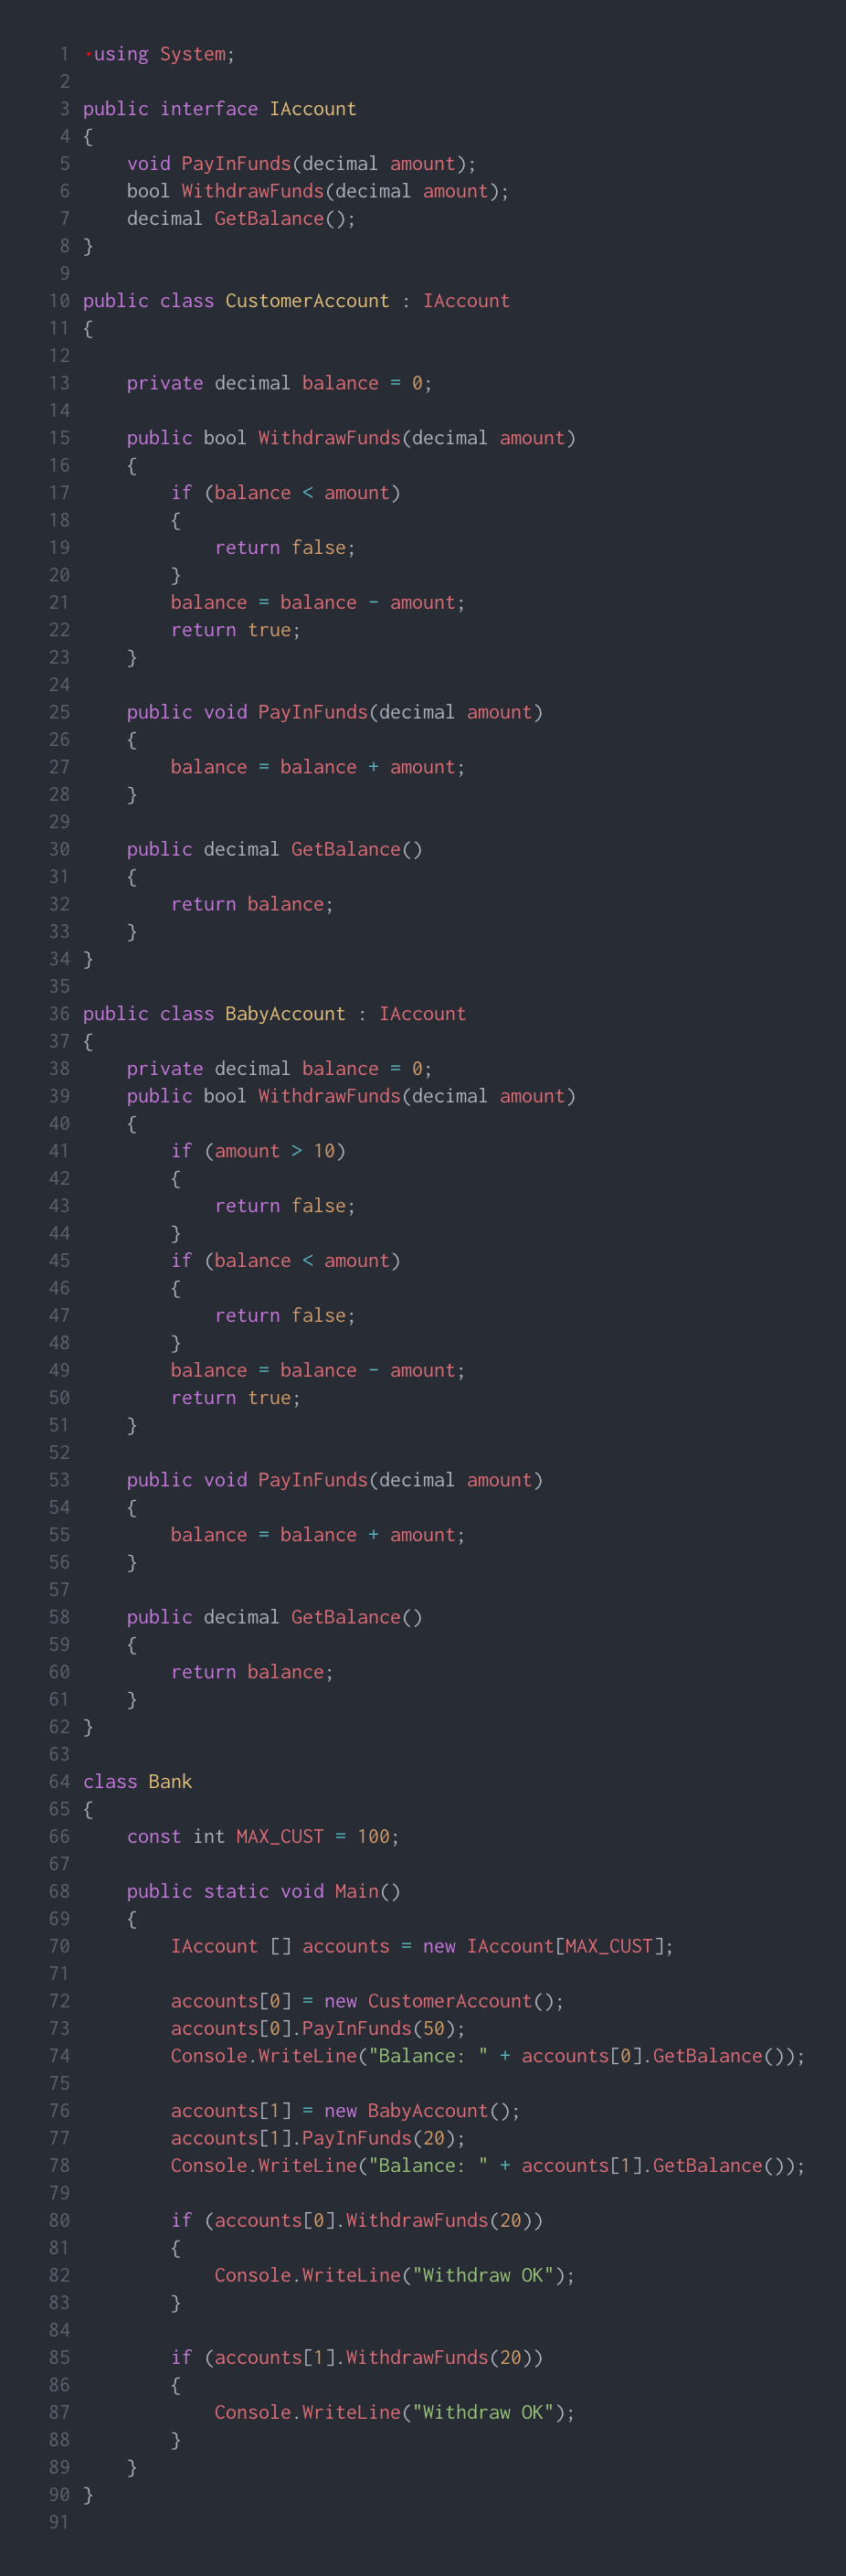 1 ·using System;
2
3 public interface IAccount
4 {
5     void PayInFunds(decimal amount);
6     bool WithdrawFunds(decimal amount);
7     decimal GetBalance();
8 }
9
10 public class CustomerAccount : IAccount
11 {
12
13     private decimal balance = 0;
14
15     public bool WithdrawFunds(decimal amount)
16     {
17         if (balance < amount)
18         {
19             return false;
20         }
21         balance = balance - amount;
22         return true;
23     }
24
25     public void PayInFunds(decimal amount)
26     {
27         balance = balance + amount;
28     }
29
30     public decimal GetBalance()
31     {
32         return balance;
33     }
34 }
35
36 public class BabyAccount : IAccount
37 {
38     private decimal balance = 0;
39     public bool WithdrawFunds(decimal amount)
40     {
41         if (amount > 10)
42         {
43             return false;
44         }
45         if (balance < amount)
46         {
47             return false;
48         }
49         balance = balance - amount;
50         return true;
51     }
52
53     public void PayInFunds(decimal amount)
54     {
55         balance = balance + amount;
56     }
57
58     public decimal GetBalance()
59     {
60         return balance;
61     }
62 }
63
64 class Bank
65 {
66     const int MAX_CUST = 100;
67
68     public static void Main()
69     {
70         IAccount [] accounts = new IAccount[MAX_CUST];
71
72         accounts[0] = new CustomerAccount();
73         accounts[0].PayInFunds(50);
74         Console.WriteLine("Balance: " + accounts[0].GetBalance());
75
76         accounts[1] = new BabyAccount();
77         accounts[1].PayInFunds(20);
78         Console.WriteLine("Balance: " + accounts[1].GetBalance());
79
80         if (accounts[0].WithdrawFunds(20))
81         {
82             Console.WriteLine("Withdraw OK");
83         }
84
85         if (accounts[1].WithdrawFunds(20))
86         {
87             Console.WriteLine("Withdraw OK");
88         }
89     }
90 }
91